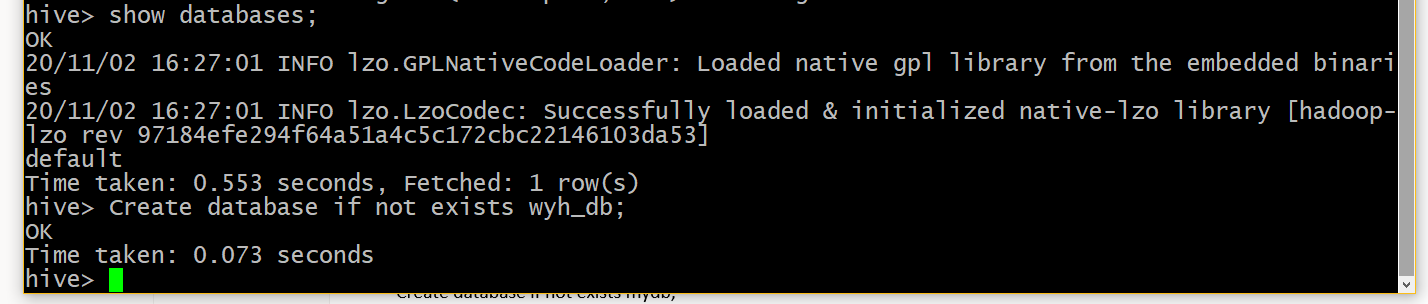 hive> show databases;
OK
20/11/02 16:27:01 INFO lzo.GPLNativeCodeLoader: Loaded native gpl library from the embedded binari
es
20/11/02 16:27:01 INFO lzo.LzoCodec: Successfully loaded & initialized native-lzo library [hadoop-
lzo rev 97184efe294f64a51a4c5c172cbc22146103da53]
default
Time taken: 0.553 seconds, Fetched: 1 row(s)
hive> Create database if not exists wyh_db;
OK
Time taken: 0.073 seconds
hive>
Create database if not exists mydb;